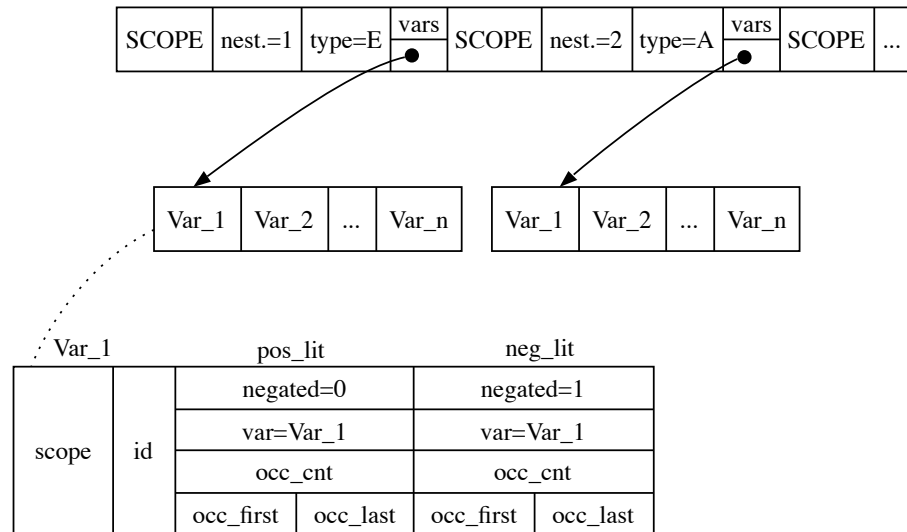 vars vars
SCOPE nest.=1 type=E SCOPE nest.=2 type=A SCOPE ...
Var_1 Var_2 ... Var_n Var_1 Var_2 ... Var_n
Var_1 pos_lit neg_lit
negated=0 negated=1
var=Var_1 var=Var_1
scope id
occ_cnt occ_cnt
occ_first occ_last occ_first occ_last